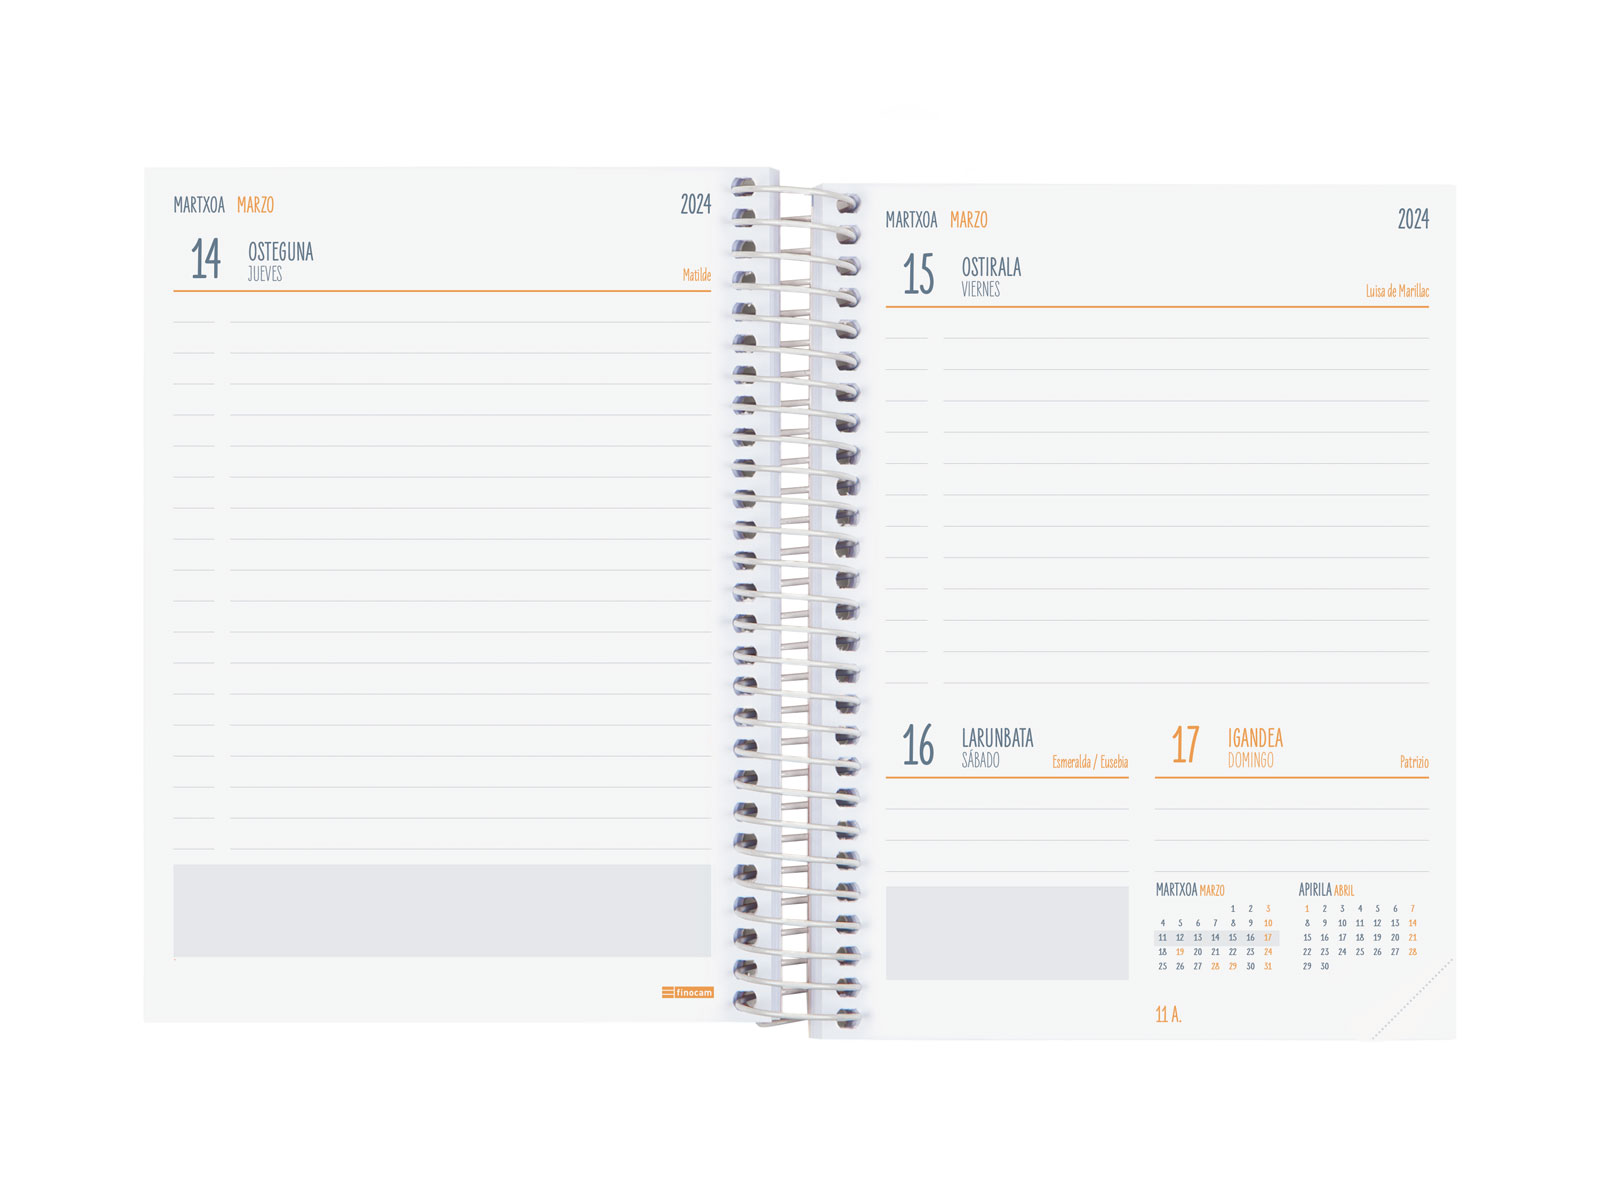 MARTXOA MARZO 2024
14 OSTEGUNA
JUEVES Matilde
finocam
MARTXOA MARZO 2024
15 OSTIRALA
VIERNES Luisa de Marillac
16 LARUNBATA
SÁBADO Esmeralda / Eusebia
17 IGANDEA
DOMINGO Patrizio
MARTXOA MARZO
1 2 3
4 5 6 7 8 9 10
11 12 13 14 15 16 17
18 19 20 21 22 23 24
25 26 27 28 29 30 31
APIRILA ABRIL
1 2 3 4 5 6 7
8 9 10 11 12 13 14
15 16 17 18 19 20 21
22 23 24 25 26 27 28
29 30
11 A.